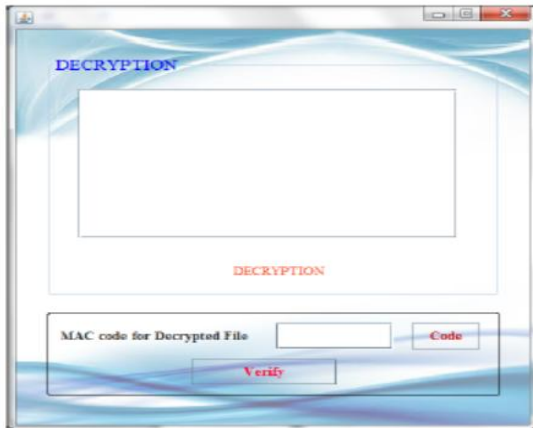 DECRYPTION
DECRYPTION
MAC code for Decrypted File
Code
Verify